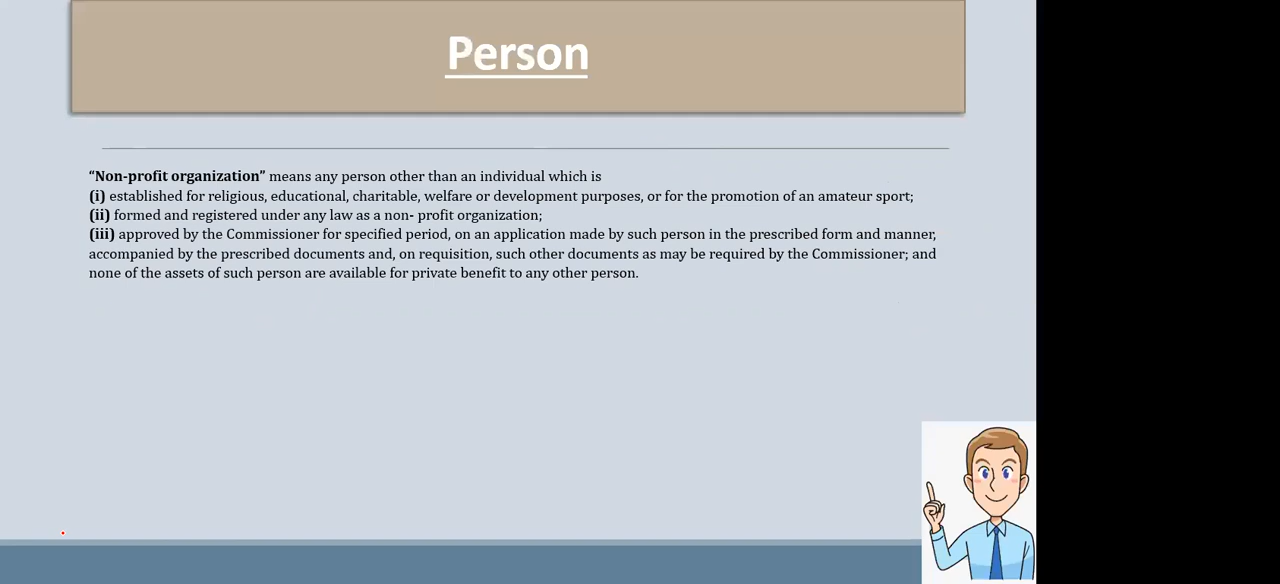 Person
“Non-profit organization” means any person other than an individual which is
(i) established for religious, educational, charitable, welfare or development purposes, or for the promotion of an amateur sport;
(ii) formed and registered under any law as a non- profit organization;
(iii) approved by the Commissioner for specified period, on an application made by such person in the prescribed form and manner,
accompanied by the prescribed documents and, on requisition, such other documents as may be required by the Commissioner; and
none of the assets of such person are available for private benefit to any other person.